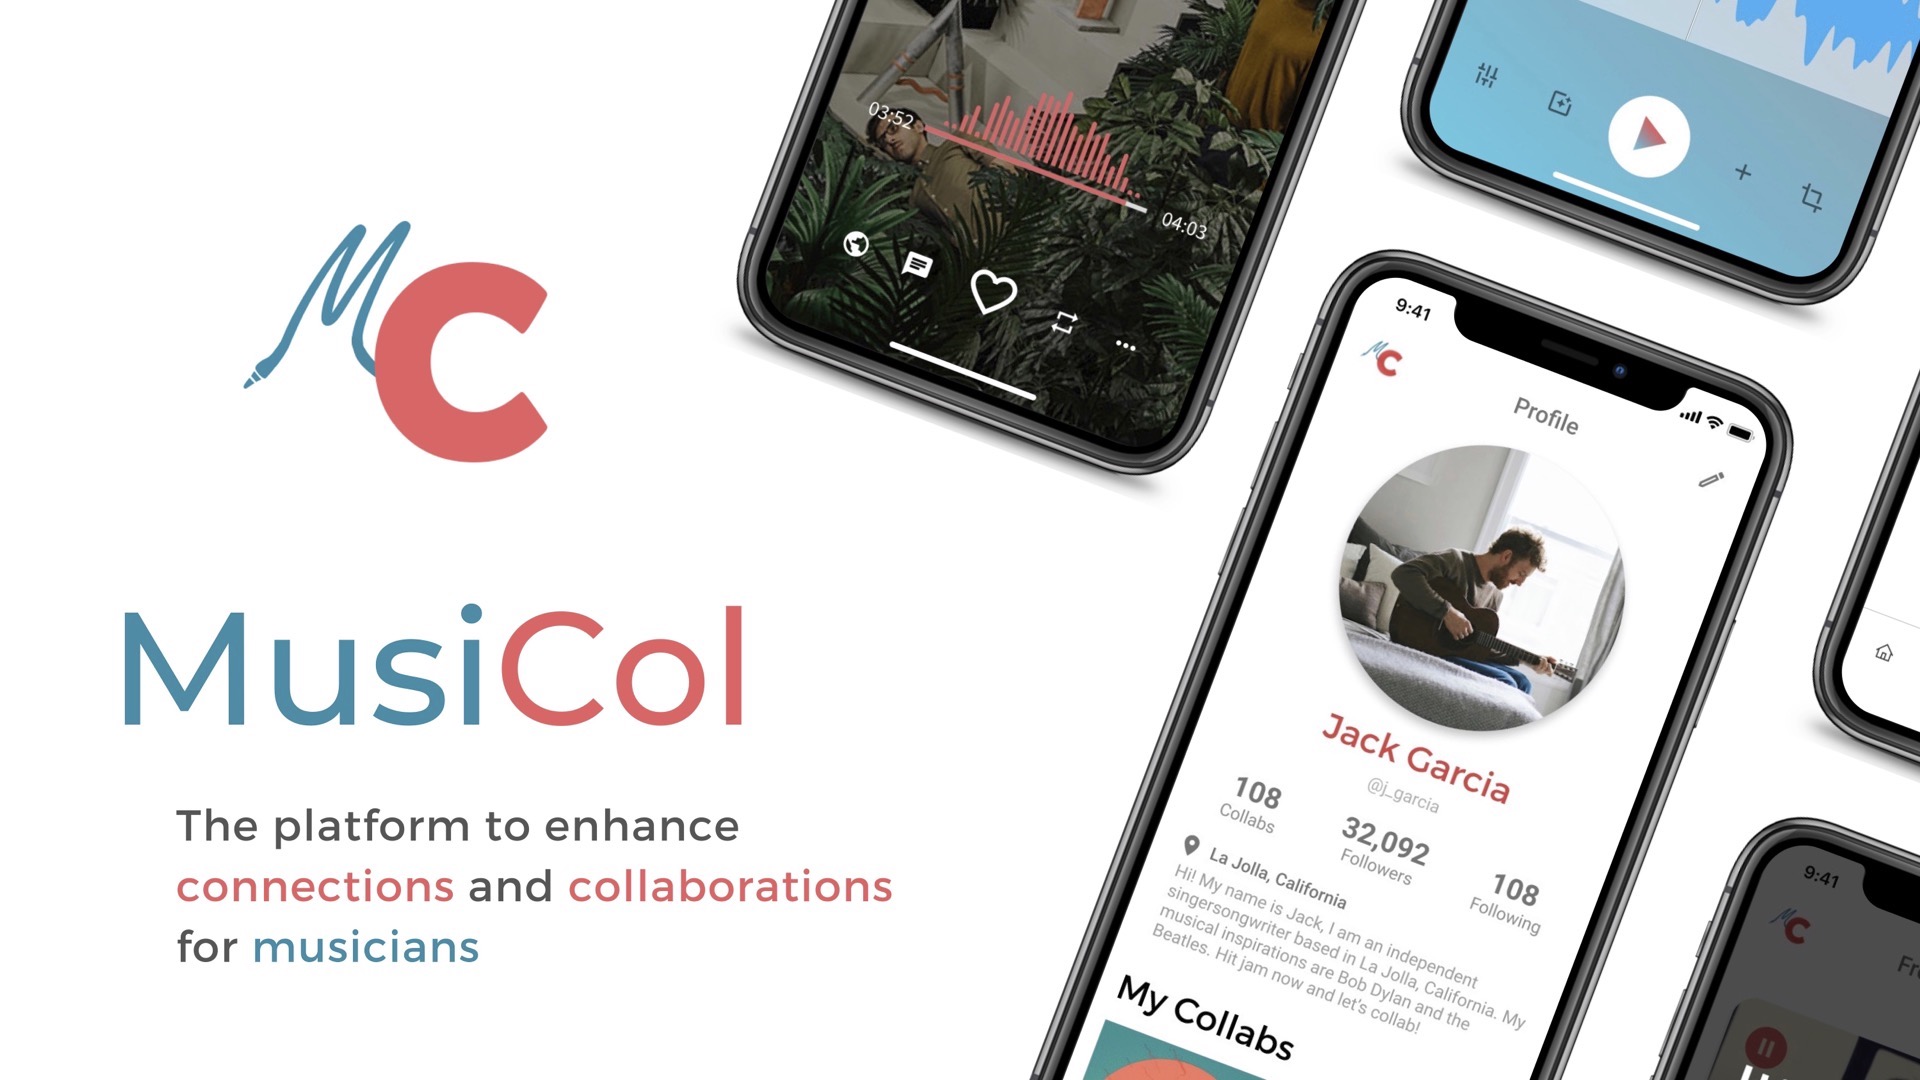 MC
MusiCol
The platform to enhance
connections and collaborations
for musicians
03:52
04:03
9:41
MC
Profile
Jack Garcia
@j_garcia
108
Collabs
32,092
Followers
108
Following
La Jolla, California
Hi! My name is Jack, I am an independent
singersongwriter based in La Jolla, California. My
musical inspirations are Bob Dylan and the
Beatles. Hit jam now and let's collab!
My Collabs
9:41
MC